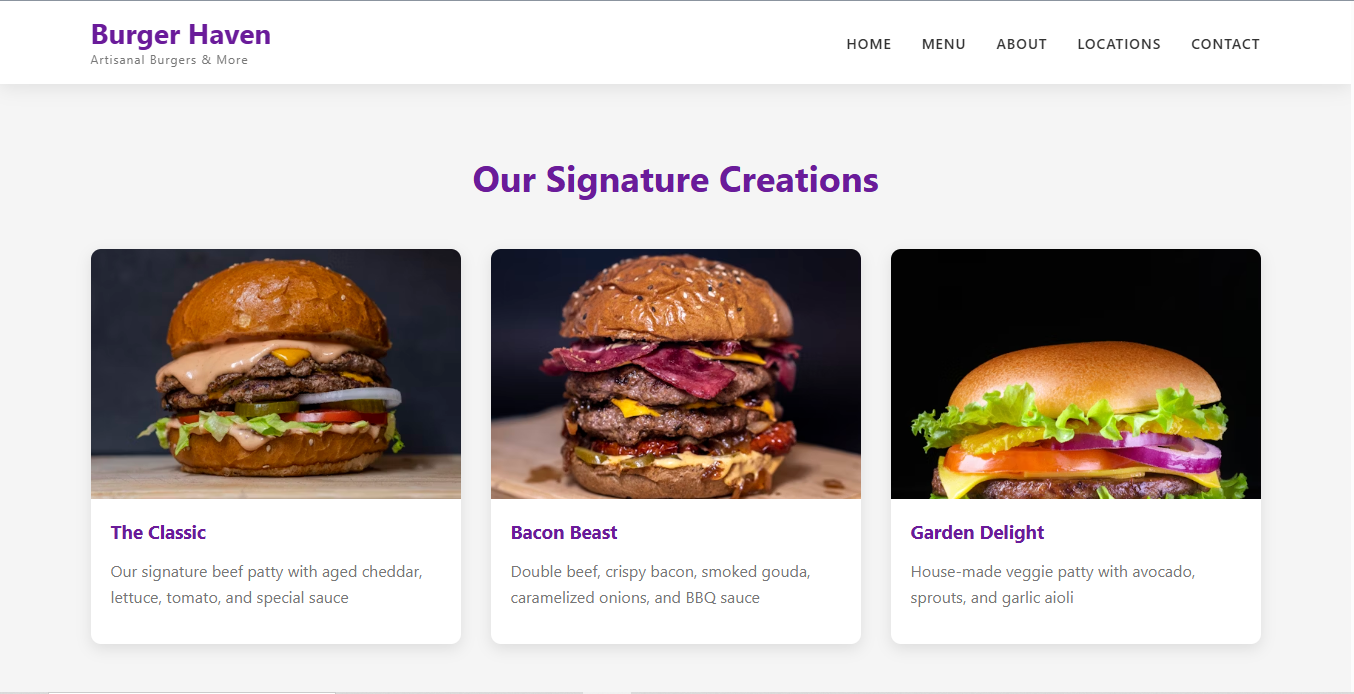 Burger Haven
Artisanal Burgers & More
HOME MENU ABOUT LOCATIONS CONTACT
Our Signature Creations
The Classic
Our signature beef patty with aged cheddar,
lettuce, tomato, and special sauce
Bacon Beast
Double beef, crispy bacon, smoked gouda,
caramelized onions, and BBQ sauce
Garden Delight
House-made veggie patty with avocado,
sprouts, and garlic aioli